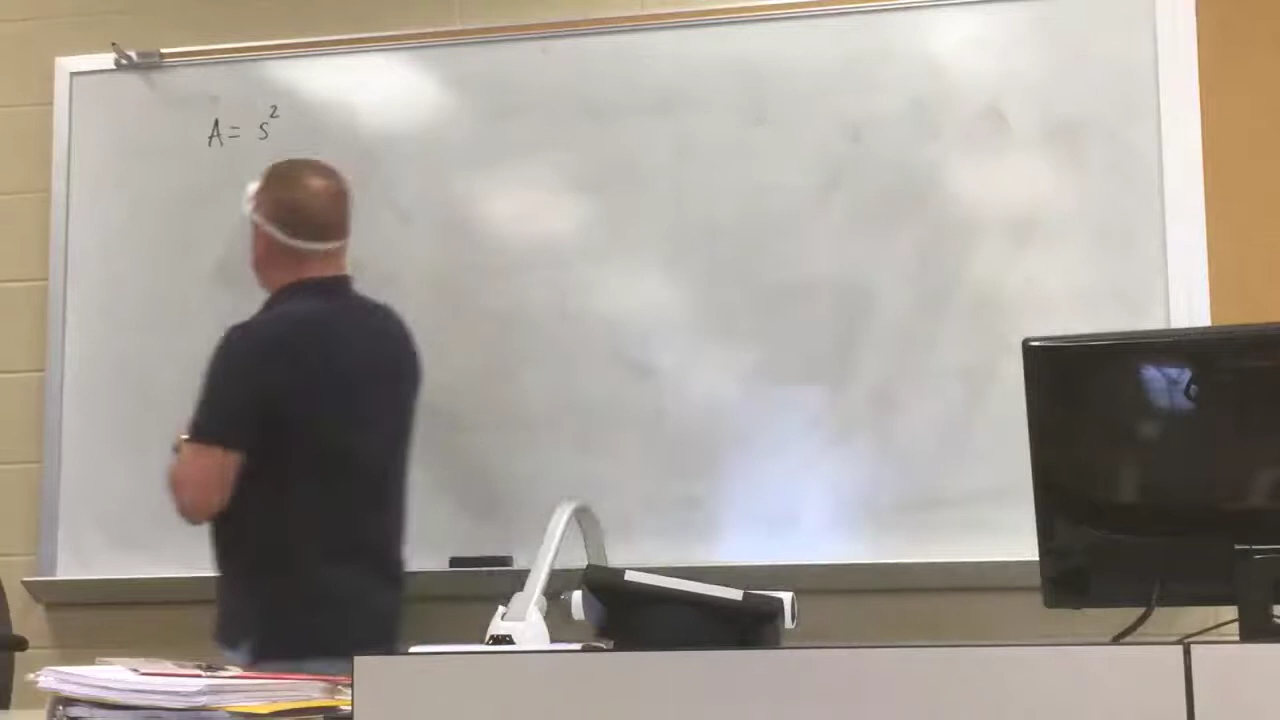 A = s²